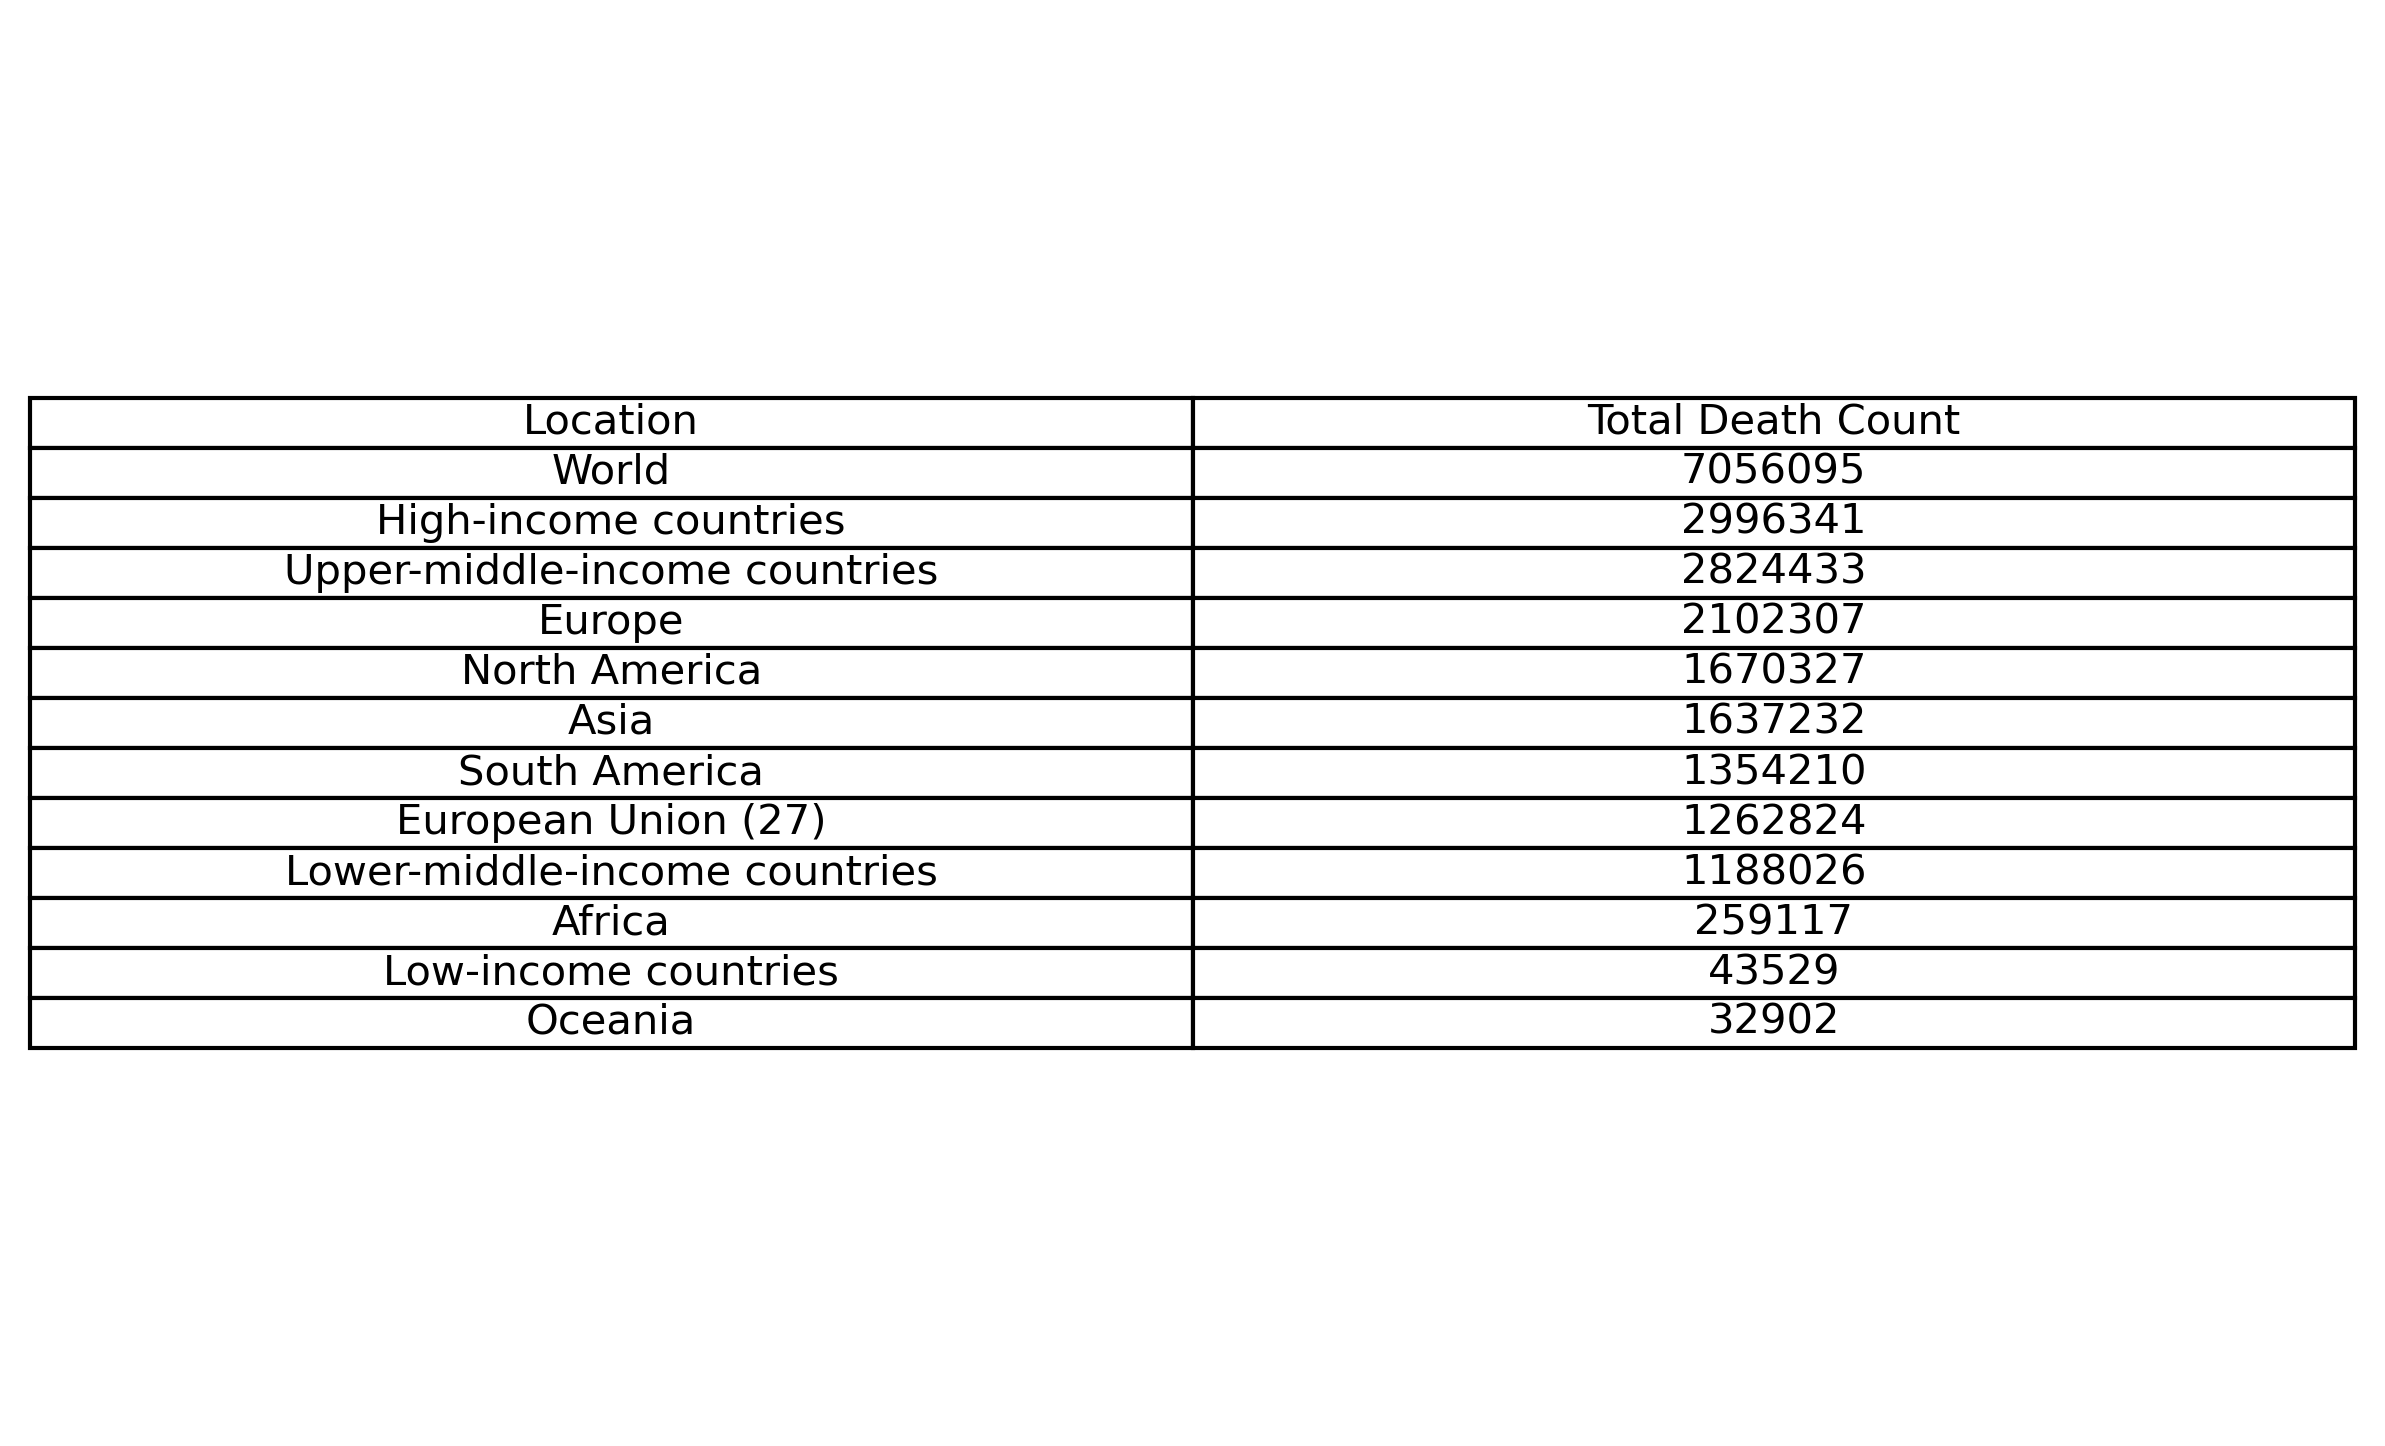 Location Total Death Count
World 7056095
High-income countries 2996341
Upper-middle-income countries 2824433
Europe 2102307
North America 1670327
Asia 1637232
South America 1354210
European Union (27) 1262824
Lower-middle-income countries 1188026
Africa 259117
Low-income countries 43529
Oceania 32902